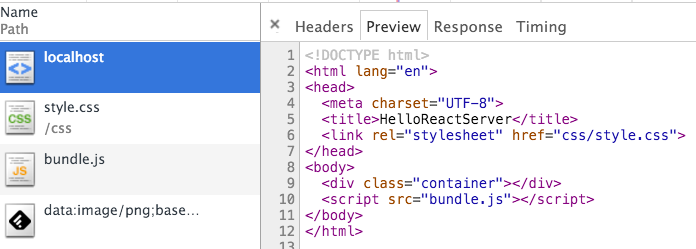 Name
Path
localhost
style.css
/css
bundle.js
data:image/png;base...
× Headers Preview Response Timing
1 <!DOCTYPE html>
2 <html lang="en">
3 <head>
4   <meta charset="UTF-8">
5   <title>HelloReactServer</title>
6   <link rel="stylesheet" href="css/style.css">
7 </head>
8 <body>
9   <div class="container"></div>
10   <script src="bundle.js"></script>
11 </body>
12 </html>
13